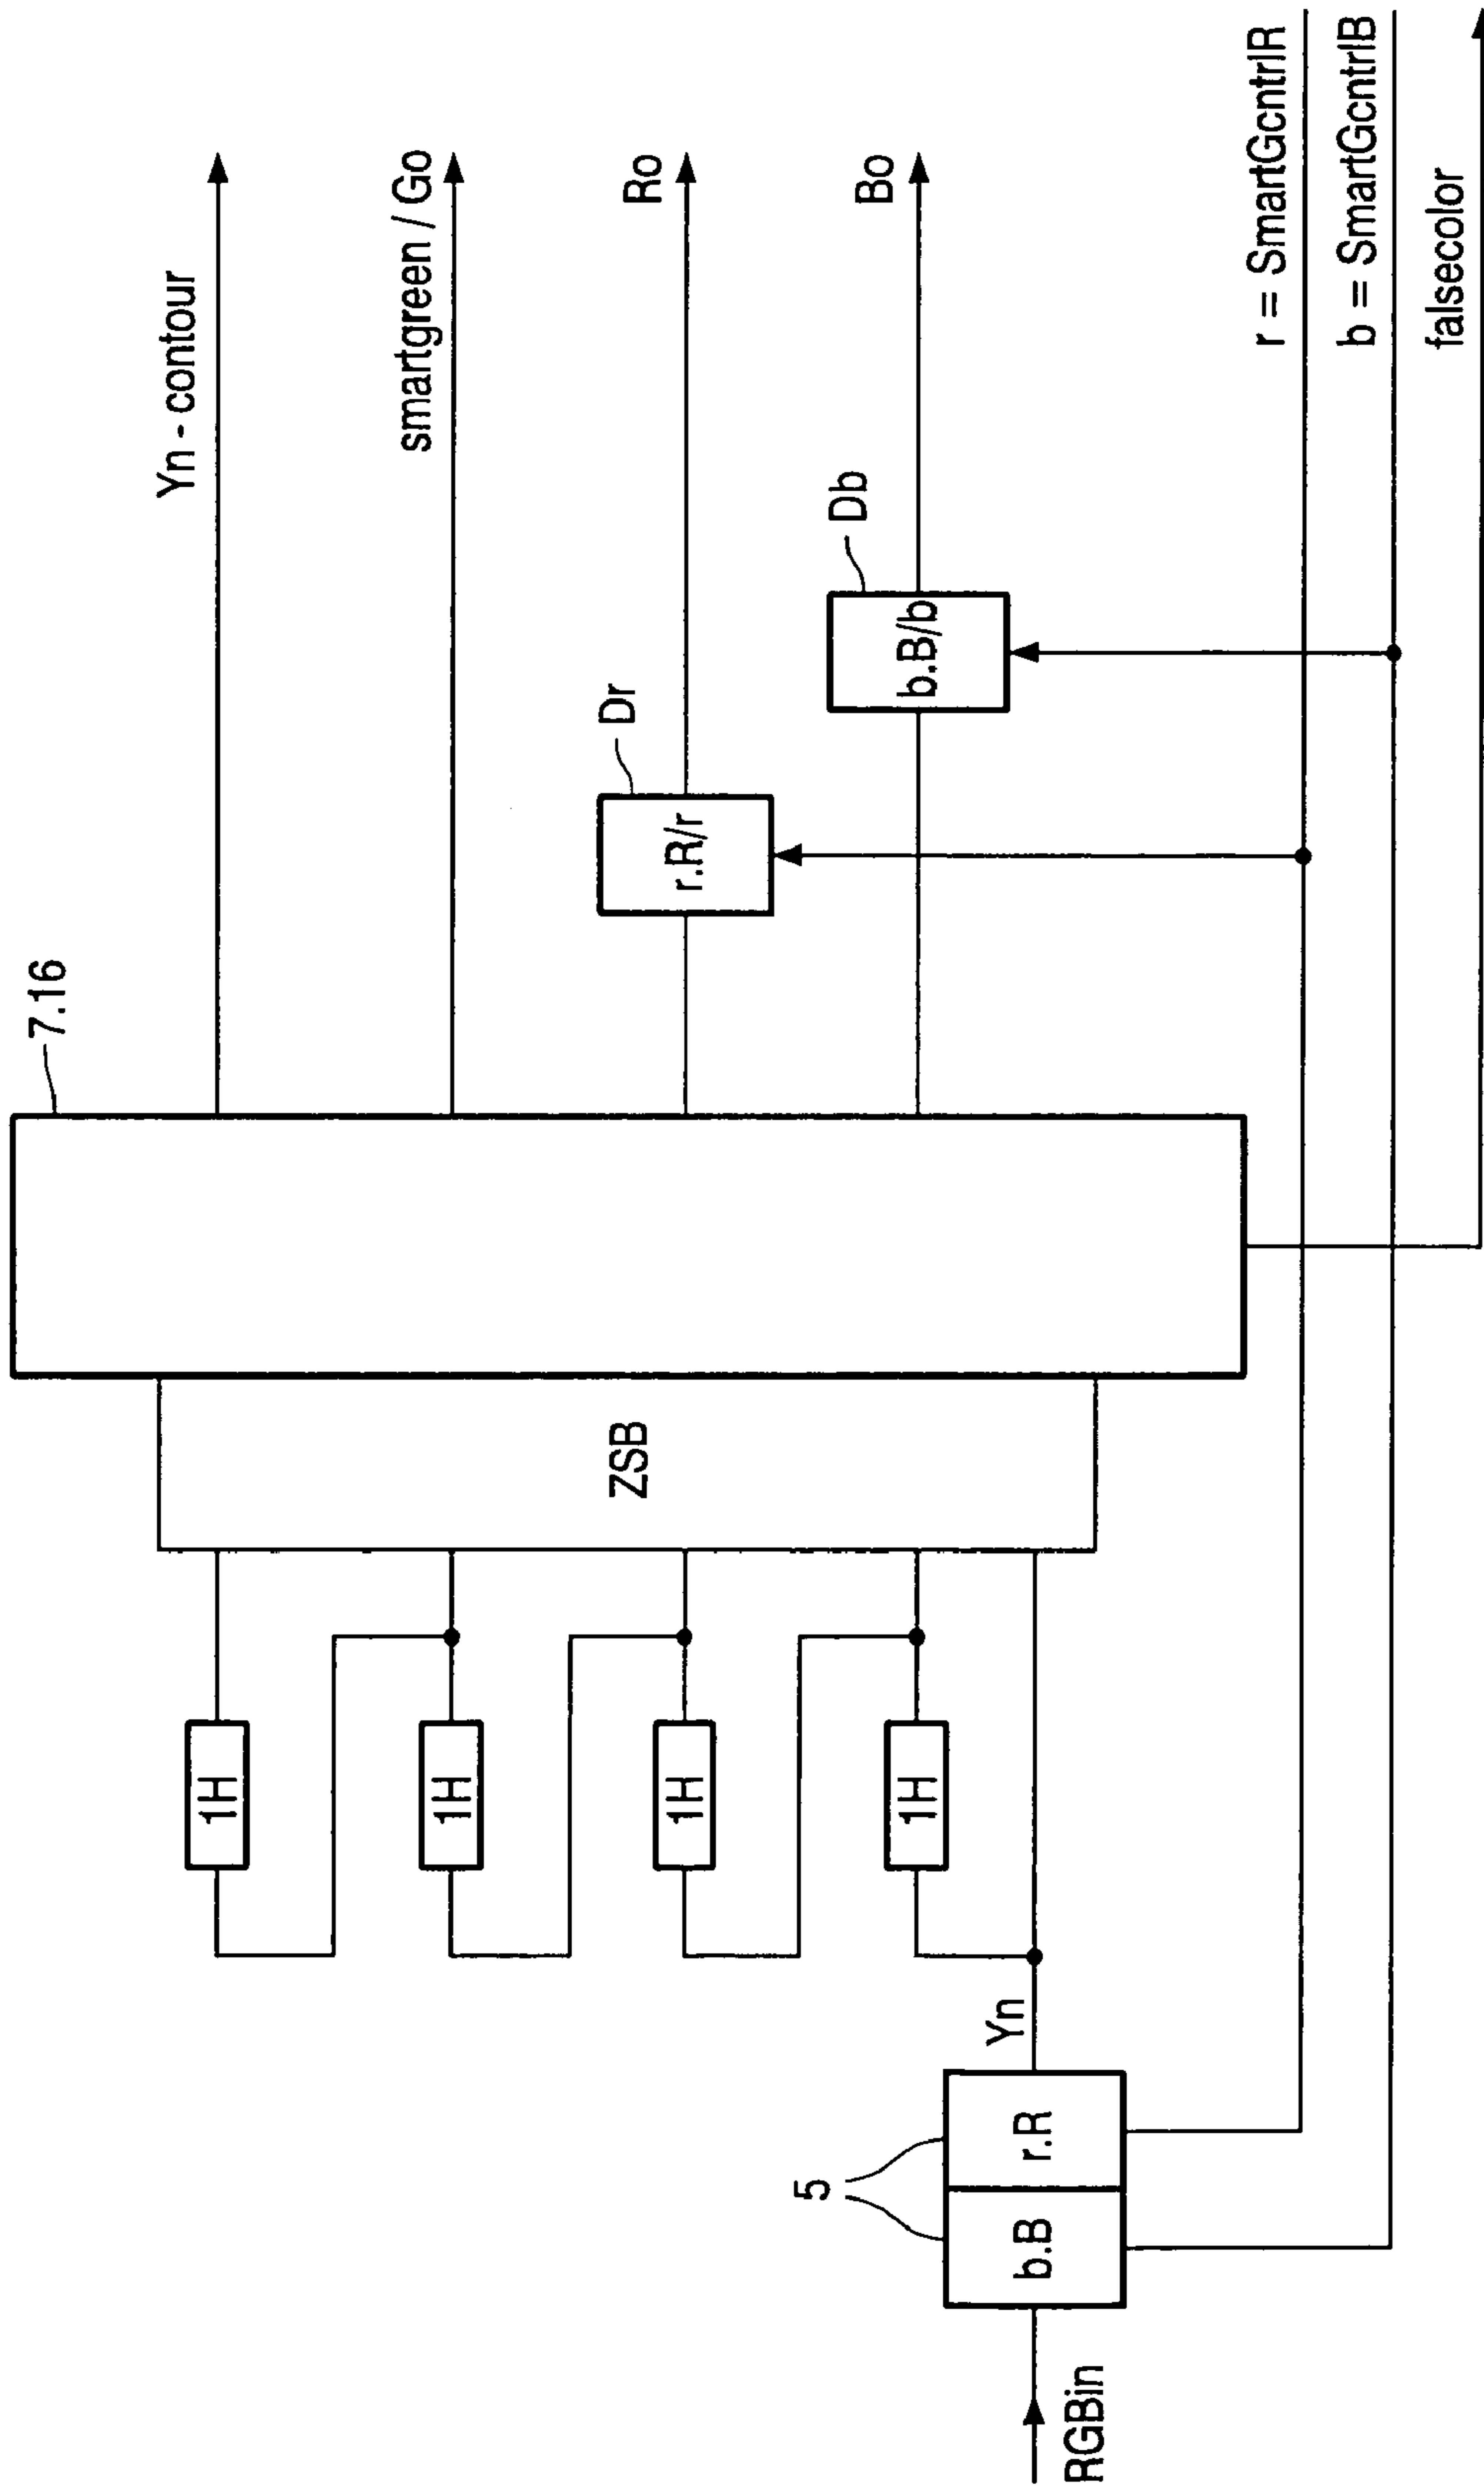 RGBin
5
b.B
r.R
Yn
1H
1H
1H
1H
ZSB
7.16
Yn - contour
smartgreen / Go
Dr
r.R/r
Ro
Db
b.B/b
Bo
r = SmartGcntrlR
b = SmartGcntrlB
falsecolor